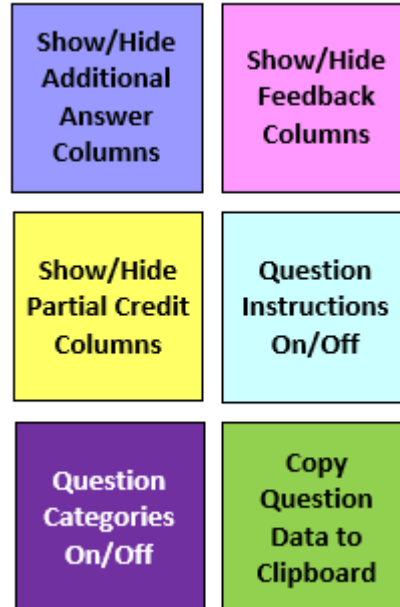 Show/Hide
Additional
Answer
Columns
Show/Hide
Feedback
Columns
Show/Hide
Partial Credit
Columns
Question
Instructions
On/Off
Question
Categories
On/Off
Copy
Question
Data to
Clipboard